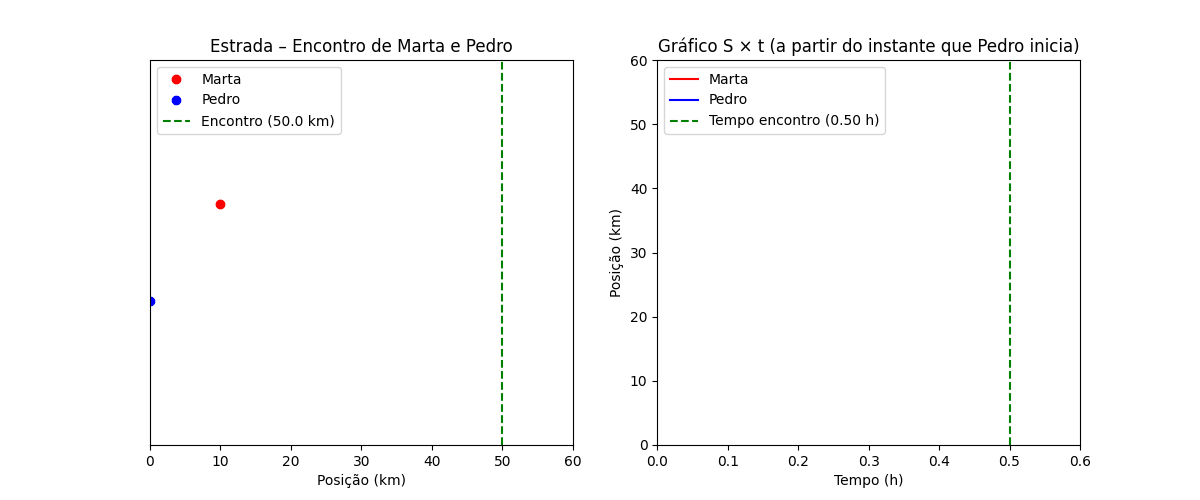 Estrada – Encontro de Marta e Pedro
Marta
Pedro
Encontro (50.0 km)
0
10
20
30
40
50
60
Posição (km)
Gráfico S × t (a partir do instante que Pedro inicia)
Marta
Pedro
Tempo encontro (0.50 h)
60
50
40
30
20
10
0
Posição (km)
0.0
0.1
0.2
0.3
0.4
0.5
0.6
Tempo (h)